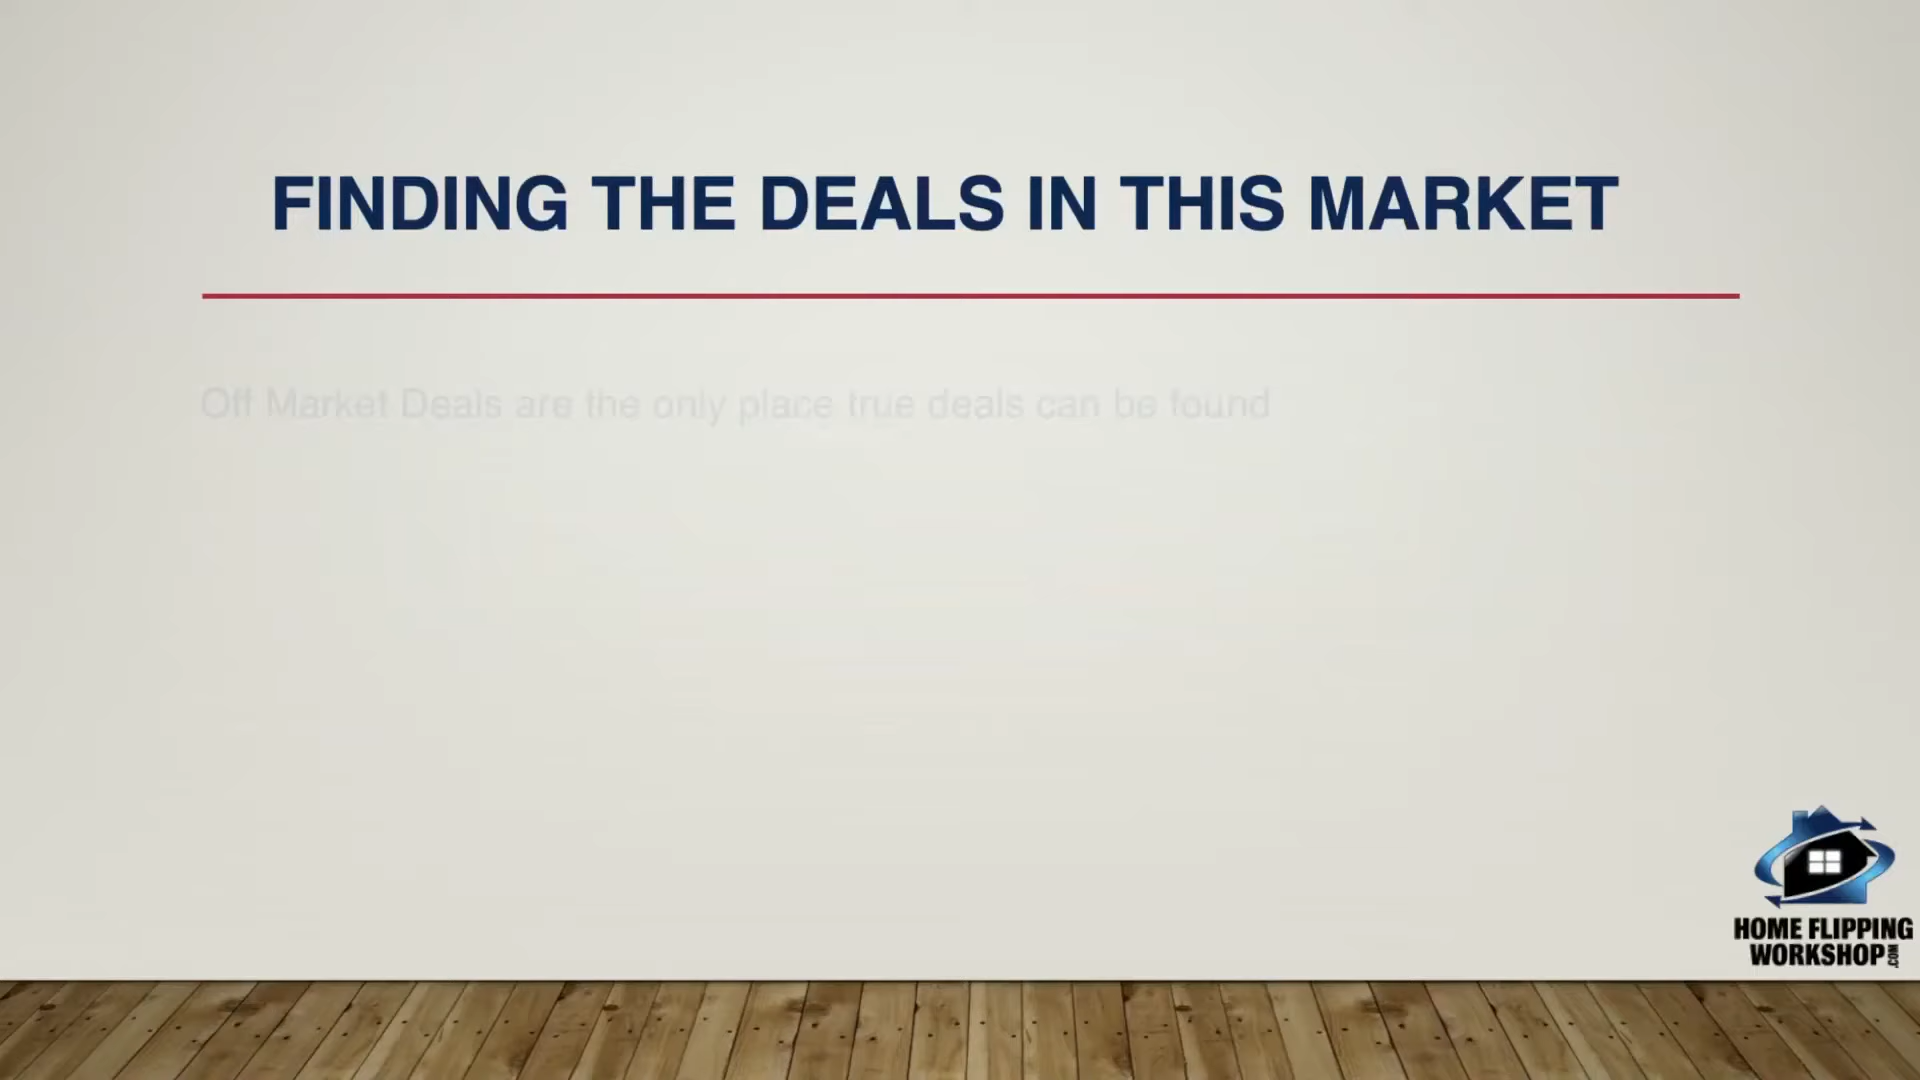 FINDING THE DEALS IN THIS MARKET
Off Market Deals are the only place true deals can be found
HOME FLIPPING
WORKSHOP.COM